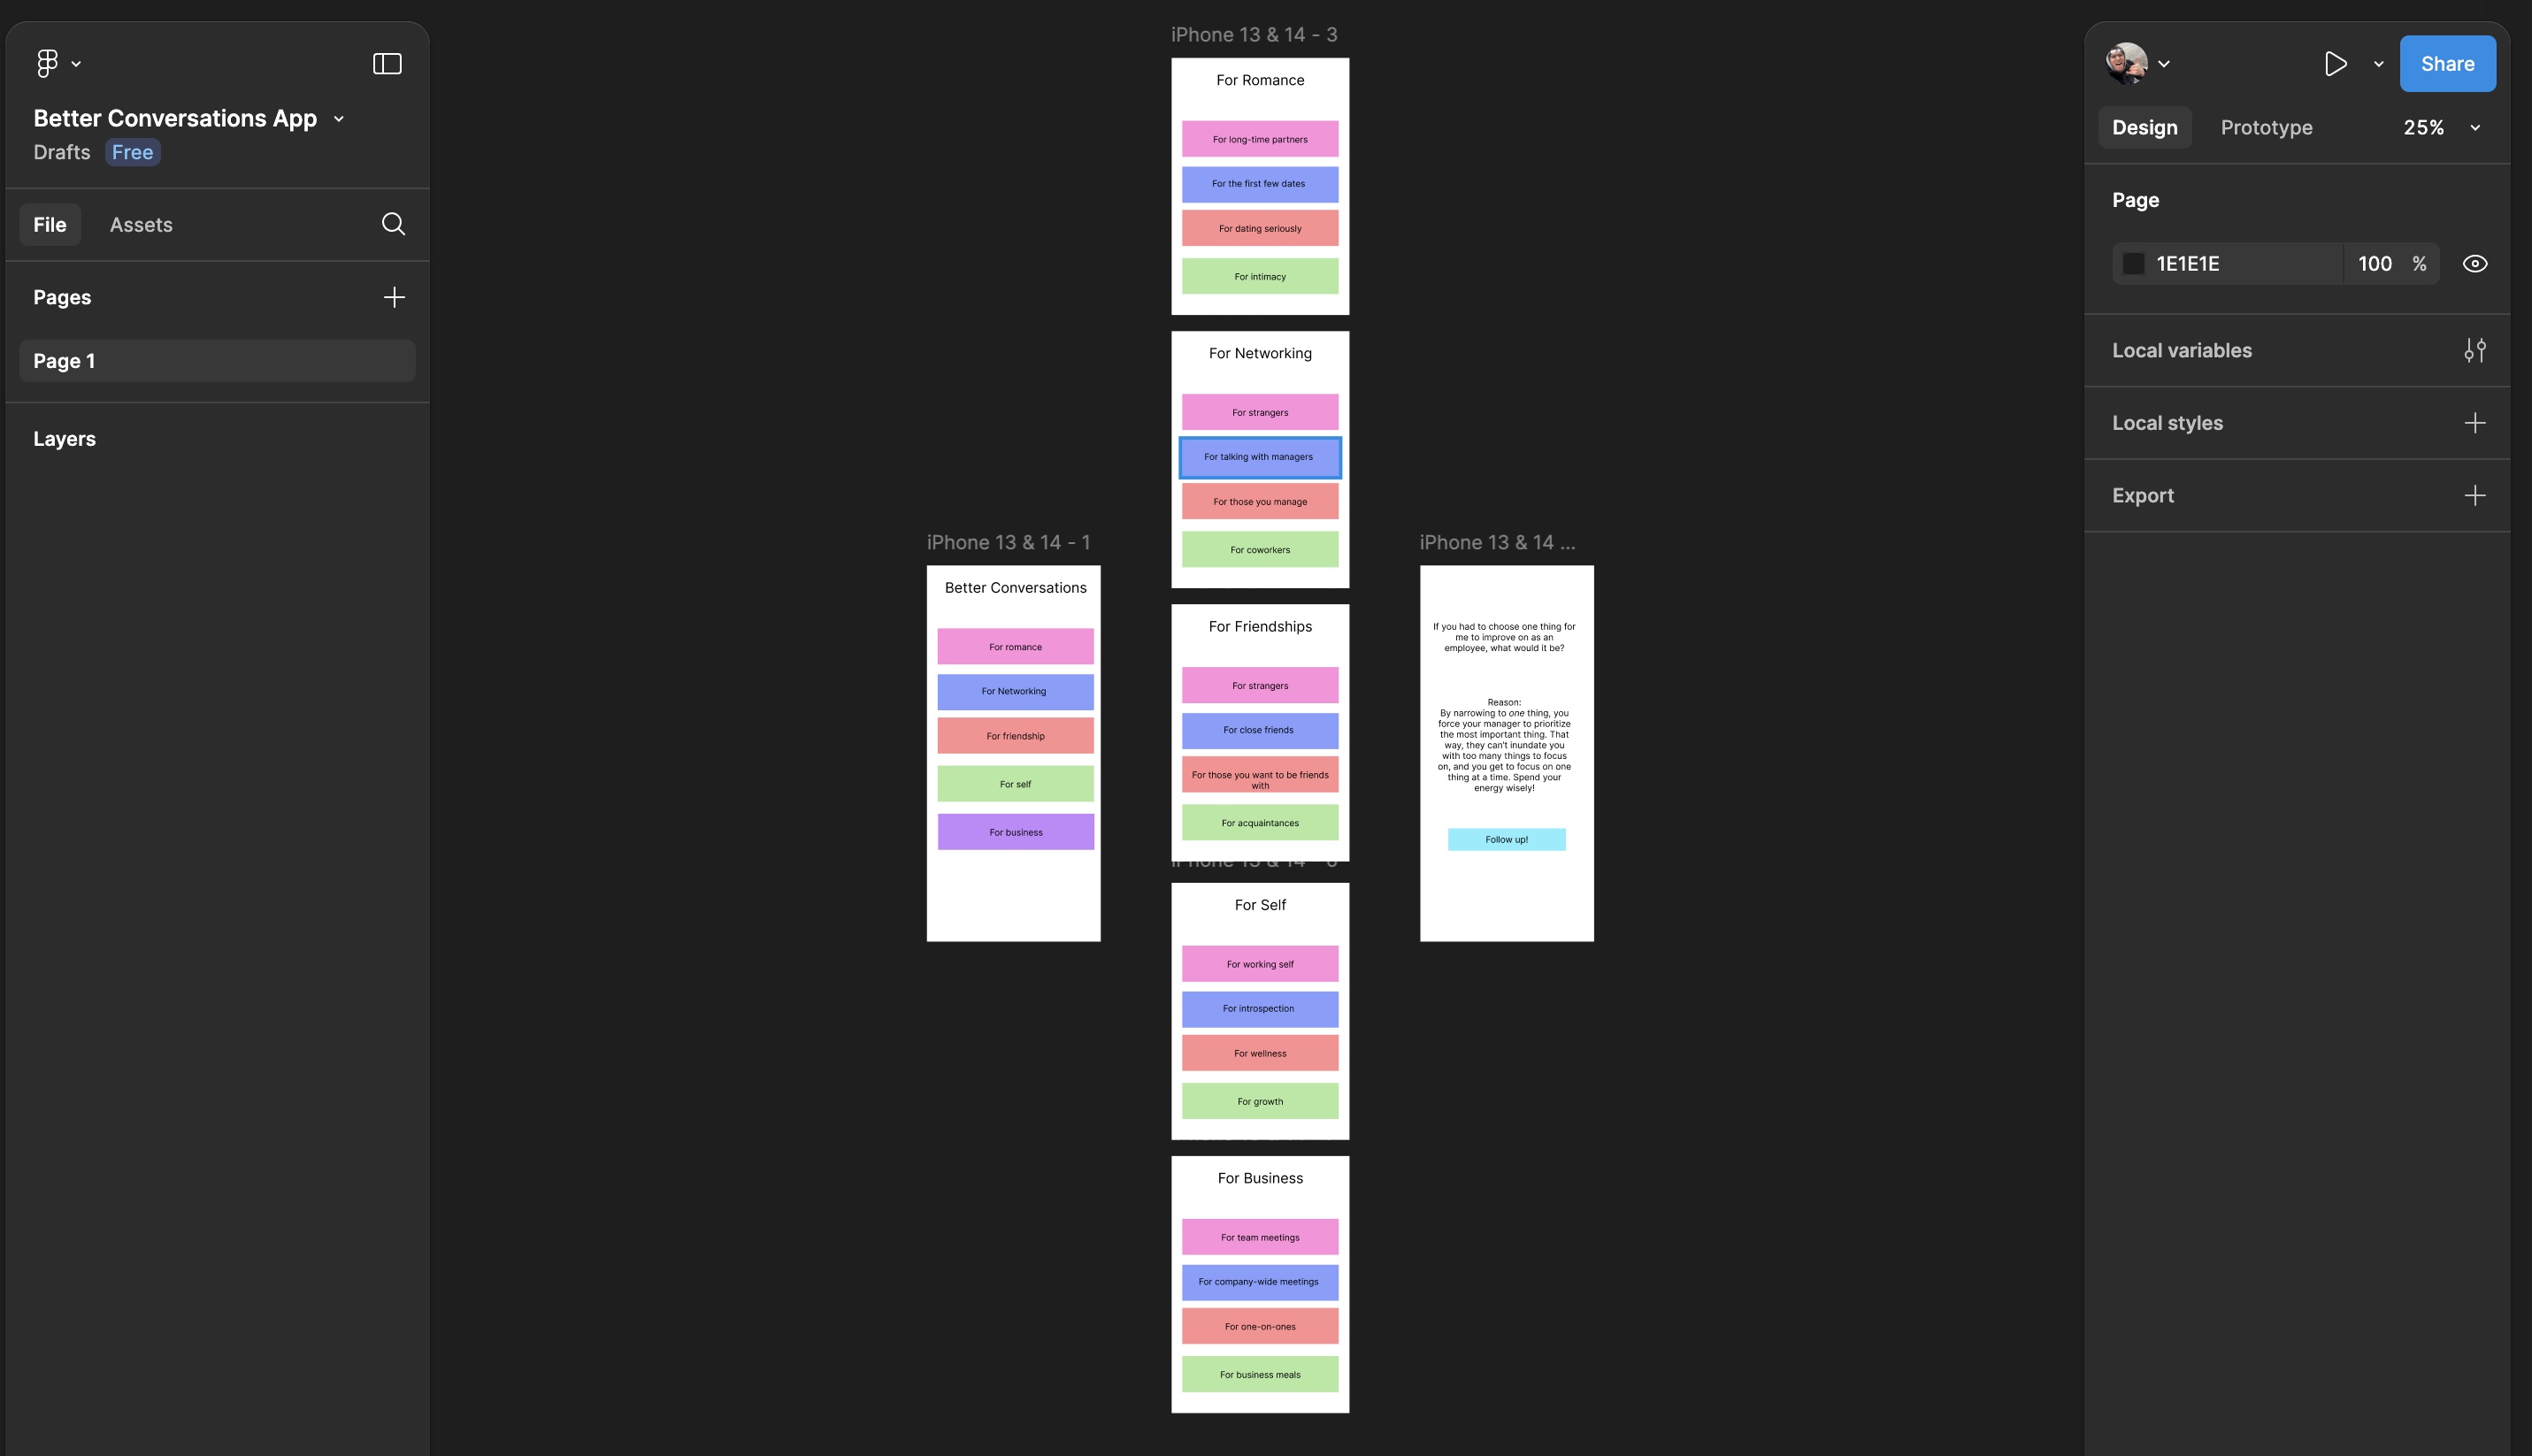 Better Conversations App
Drafts Free
File Assets
Pages
Page 1
Layers
iPhone 13 & 14 - 3
For Romance
For long-time partners
For the first few dates
For dating seriously
For intimacy
For Networking
For strangers
For talking with managers
For those you manage
For coworkers
iPhone 13 & 14 - 1
Better Conversations
For romance
For Networking
For friendship
For self
For business
For Friendships
For strangers
For close friends
For those you want to be friends
with
For acquaintances
iPhone 13 & 14 - 6
For Self
For working self
For introspection
For wellness
For growth
For Business
For team meetings
For company-wide meetings
For one-on-ones
For business meals
iPhone 13 & 14 ...
If you had to choose one thing for
me to improve on as an
employee, what would it be?
Reason:
By narrowing to one thing, you
force your manager to prioritize
the most important thing. That
way, they can't inundate you
with too many things to focus
on, and you get to focus on one
thing at a time. Spend your
energy wisely!
Follow up!
Share
Design Prototype 25%
Page
1E1E1E 100 %
Local variables
Local styles
Export